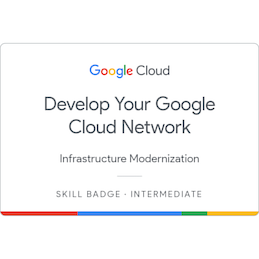 Google Cloud
Develop Your Google
Cloud Network
Infrastructure Modernization
SKILL BADGE · INTERMEDIATE